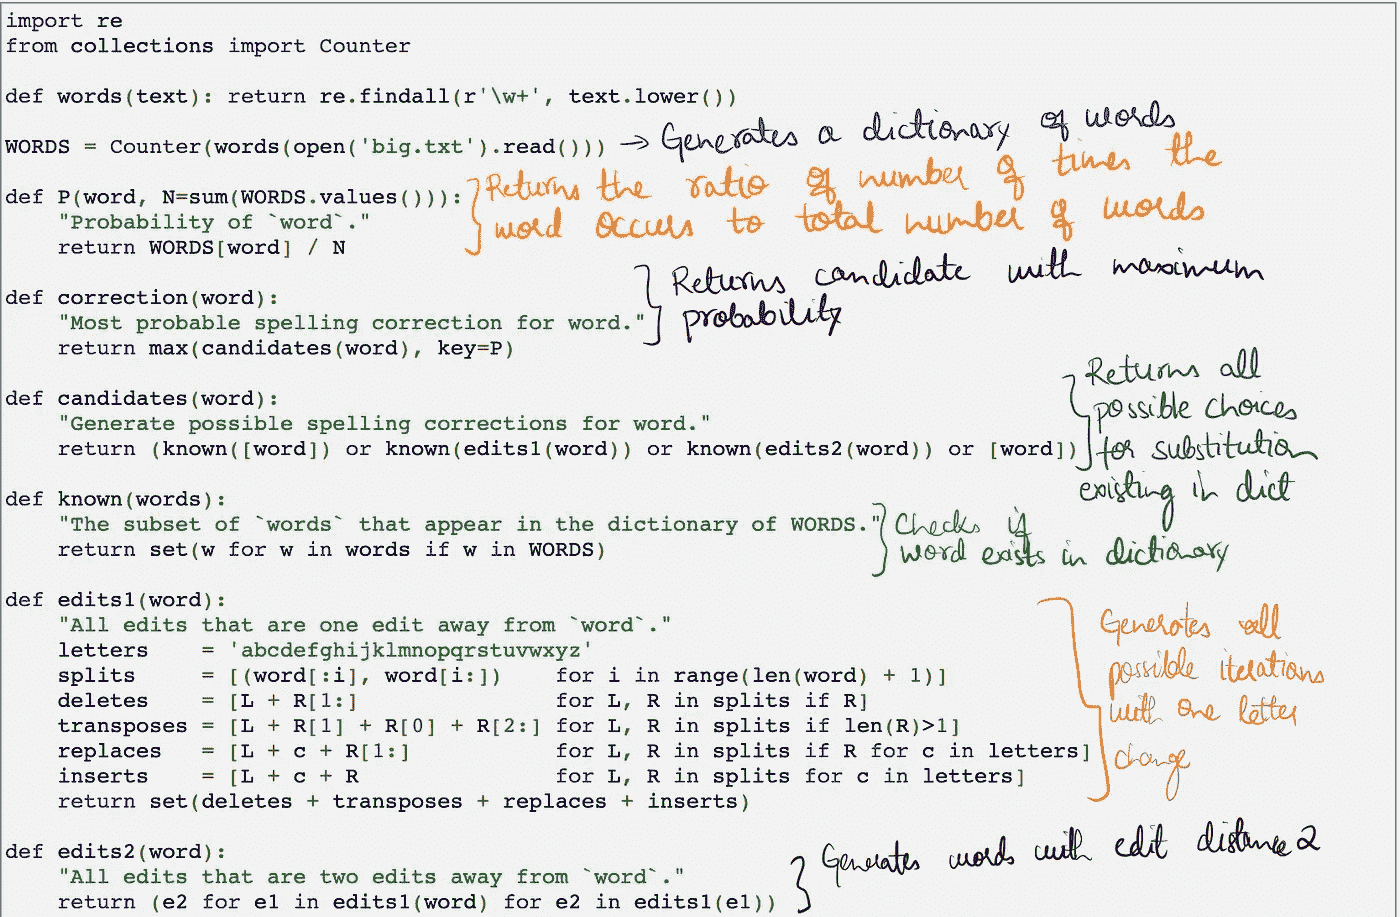 import re
from collections import Counter
def words(text): return re.findall(r'\w+', text.lower())
WORDS = Counter(words(open('big.txt').read())) → Generates a dictionary of words
def P(word, N=sum(WORDS.values())): Returns the ratio of number of times the
"Probability of `word`." word occurs to total number of words
return WORDS[word] / N
def correction(word): Returns candidate with maximum
"Most probable spelling correction for word." probability
return max(candidates(word), key=P)
def candidates(word): Returns all
"Generate possible spelling corrections for word." possible choices
return (known([word]) or known(edits1(word)) or known(edits2(word)) or [word]) for substitution
existing in dict
def known(words):
"The subset of `words` that appear in the dictionary of WORDS." Checks if
return set(w for w in words if w in WORDS) word exists in dictionary
def edits1(word):
"All edits that are one edit away from `word`." Generates all
letters    = 'abcdefghijklmnopqrstuvwxyz'
splits     = [(word[:i], word[i:])    for i in range(len(word) + 1)] possible iterations
deletes    = [L + R[1:]               for L, R in splits if R]
transposes = [L + R[1] + R[0] + R[2:] for L, R in splits if len(R)>1] with one letter
replaces   = [L + c + R[1:]           for L, R in splits if R for c in letters] change
inserts    = [L + c + R               for L, R in splits for c in letters]
return set(deletes + transposes + replaces + inserts)
def edits2(word): Generates words with edit distance 2
"All edits that are two edits away from `word`."
return (e2 for e1 in edits1(word) for e2 in edits1(e1))